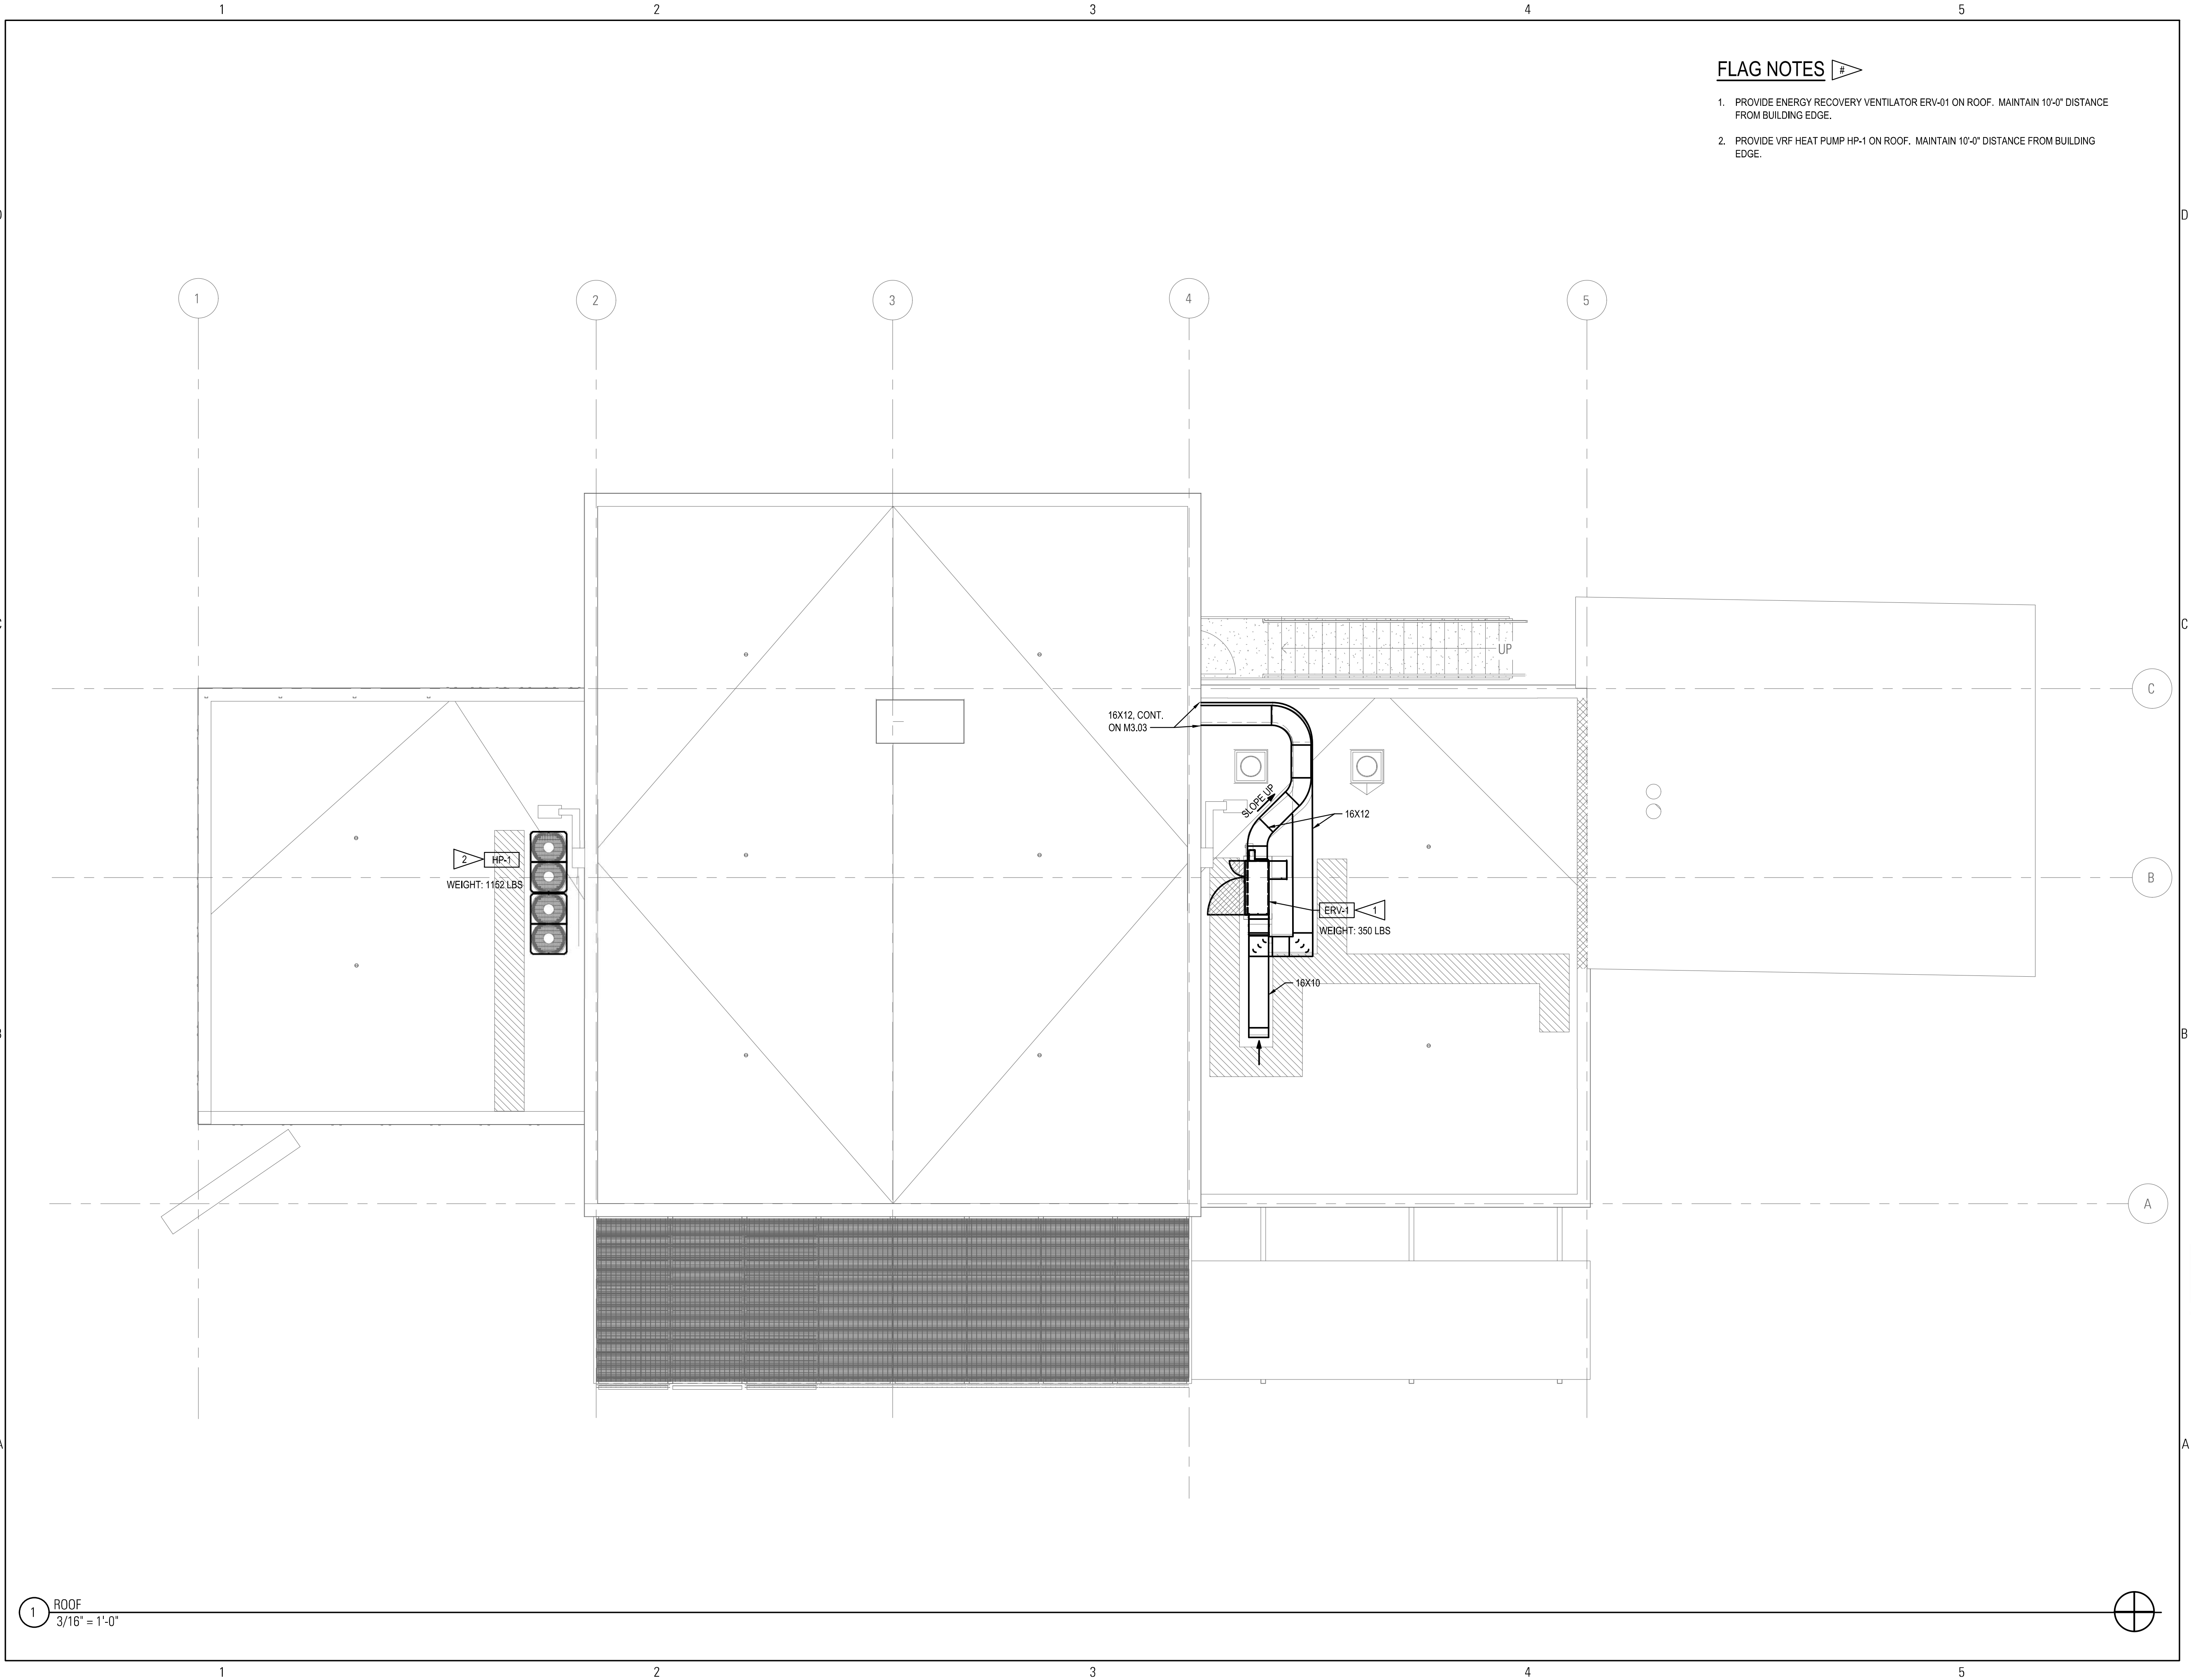 1 2 3 4 5
FLAG NOTES #
1. PROVIDE ENERGY RECOVERY VENTILATOR ERV-01 ON ROOF. MAINTAIN 10'-0" DISTANCE
FROM BUILDING EDGE.
2. PROVIDE VRF HEAT PUMP HP-1 ON ROOF. MAINTAIN 10'-0" DISTANCE FROM BUILDING
EDGE.
D
1 2 3 4 5
C
UP
C
16X12, CONT.
ON M3.03
SLOPE UP
16X12
2 HP-1
WEIGHT: 1152 LBS
B
ERV-1 1
WEIGHT: 350 LBS
16X10
B
A
A
1 ROOF
3/16" = 1'-0"
1 2 3 4 5